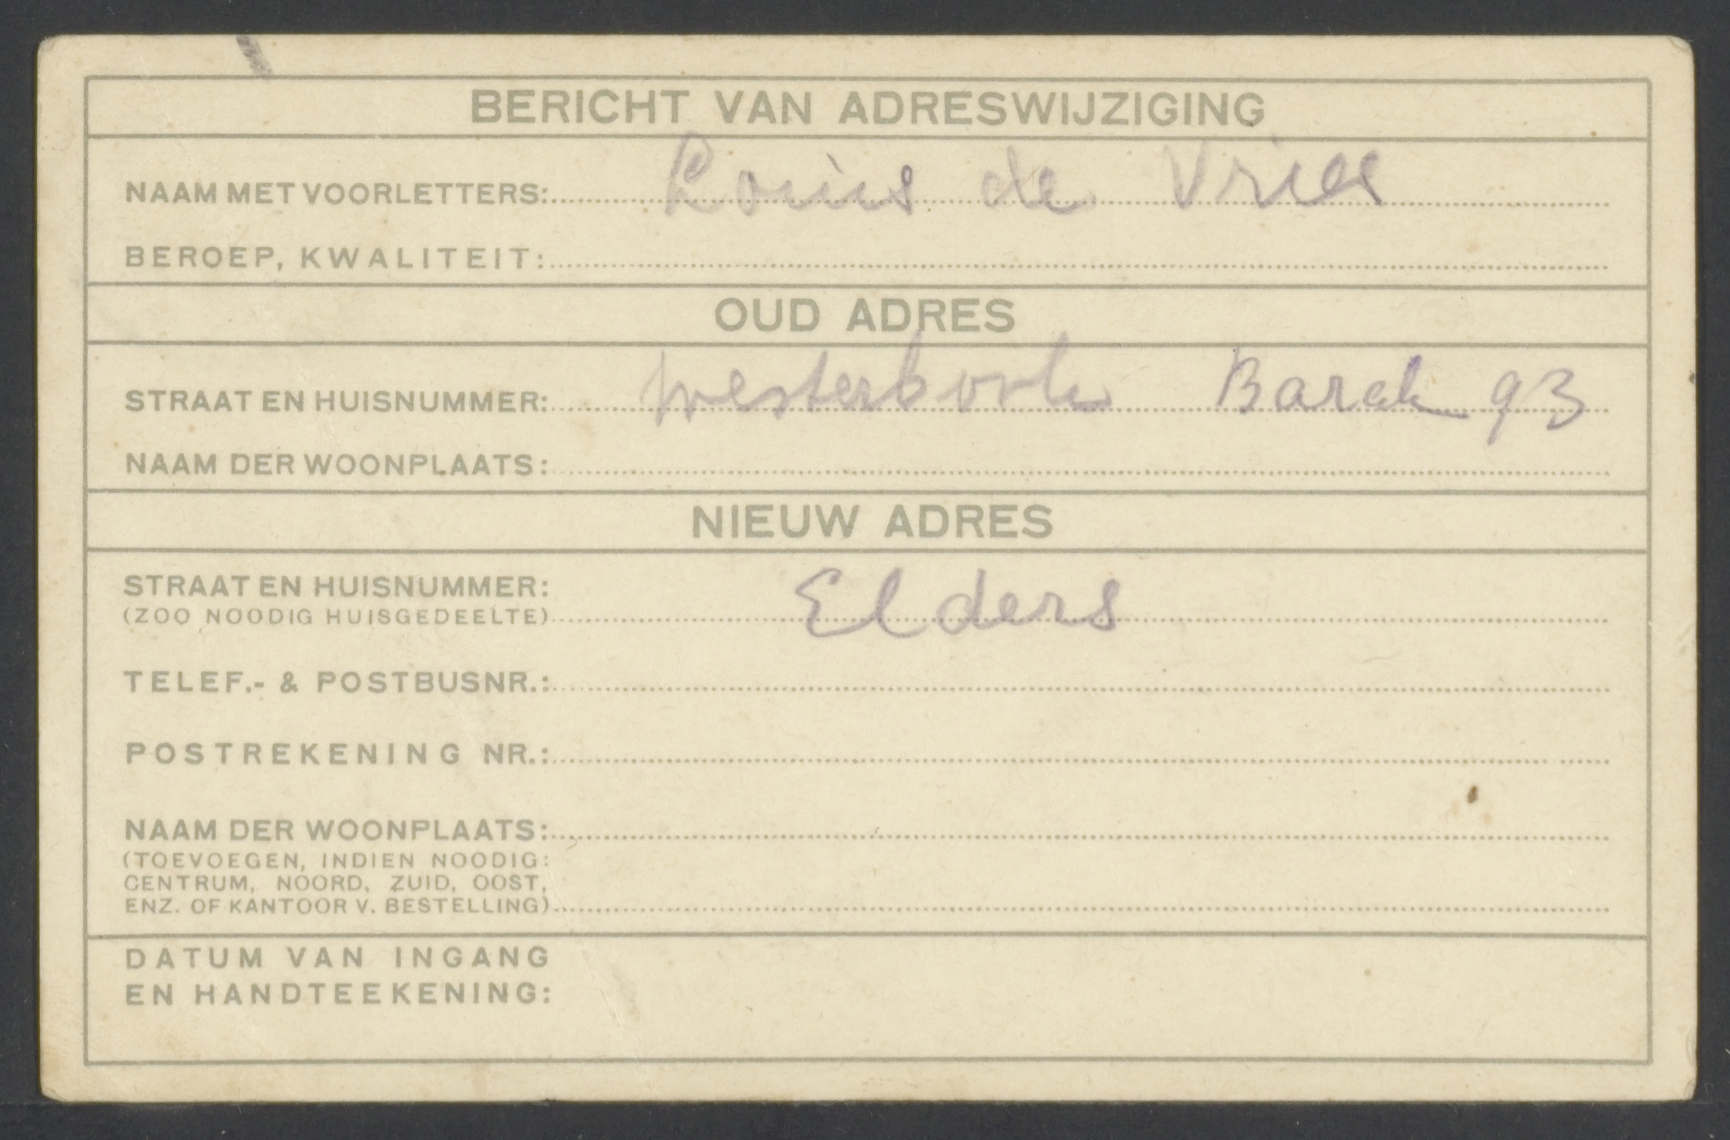 BERICHT VAN ADRESWIJZIGING
NAAM MET VOORLETTERS: Louis de Vries
BEROEP, KWALITEIT:
OUD ADRES
STRAAT EN HUISNUMMER: Westerbork Barak 93
NAAM DER WOONPLAATS:
NIEUW ADRES
STRAAT EN HUISNUMMER:
(ZOO NOODIG HUISGEDEELTE) Elders
TELEF.- & POSTBUSNR.:
POSTREKENING NR.:
NAAM DER WOONPLAATS:
(TOEVOEGEN, INDIEN NOODIG:
CENTRUM, NOORD, ZUID, OOST,
ENZ. OF KANTOOR V. BESTELLING)
DATUM VAN INGANG
EN HANDTEEKENING: